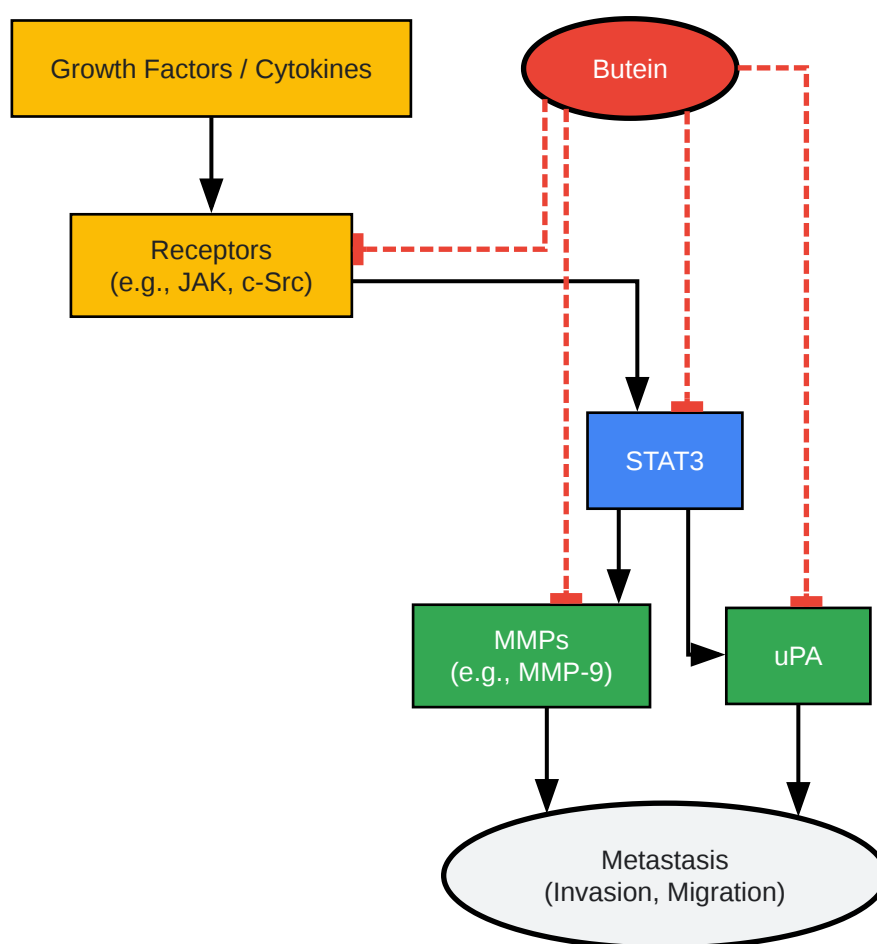 Growth Factors / Cytokines
Butein
Receptors
(e.g., JAK, c-Src)
STAT3
MMPs
(e.g., MMP-9)
uPA
Metastasis
(Invasion, Migration)